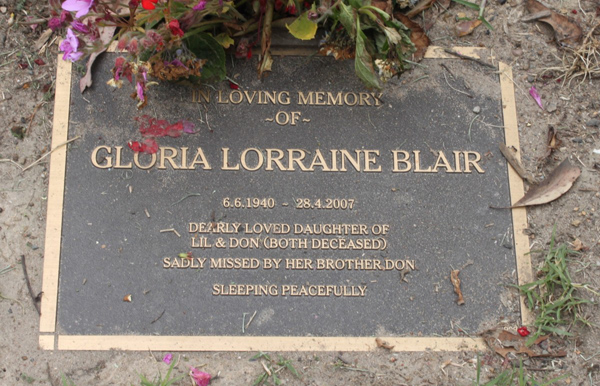 IN LOVING MEMORY
~OF~
GLORIA LORRAINE BLAIR
6.6.1940 - 28.4.2007
DEARLY LOVED DAUGHTER OF
LIL & DON (BOTH DECEASED)
SADLY MISSED BY HER BROTHER DON
SLEEPING PEACEFULLY